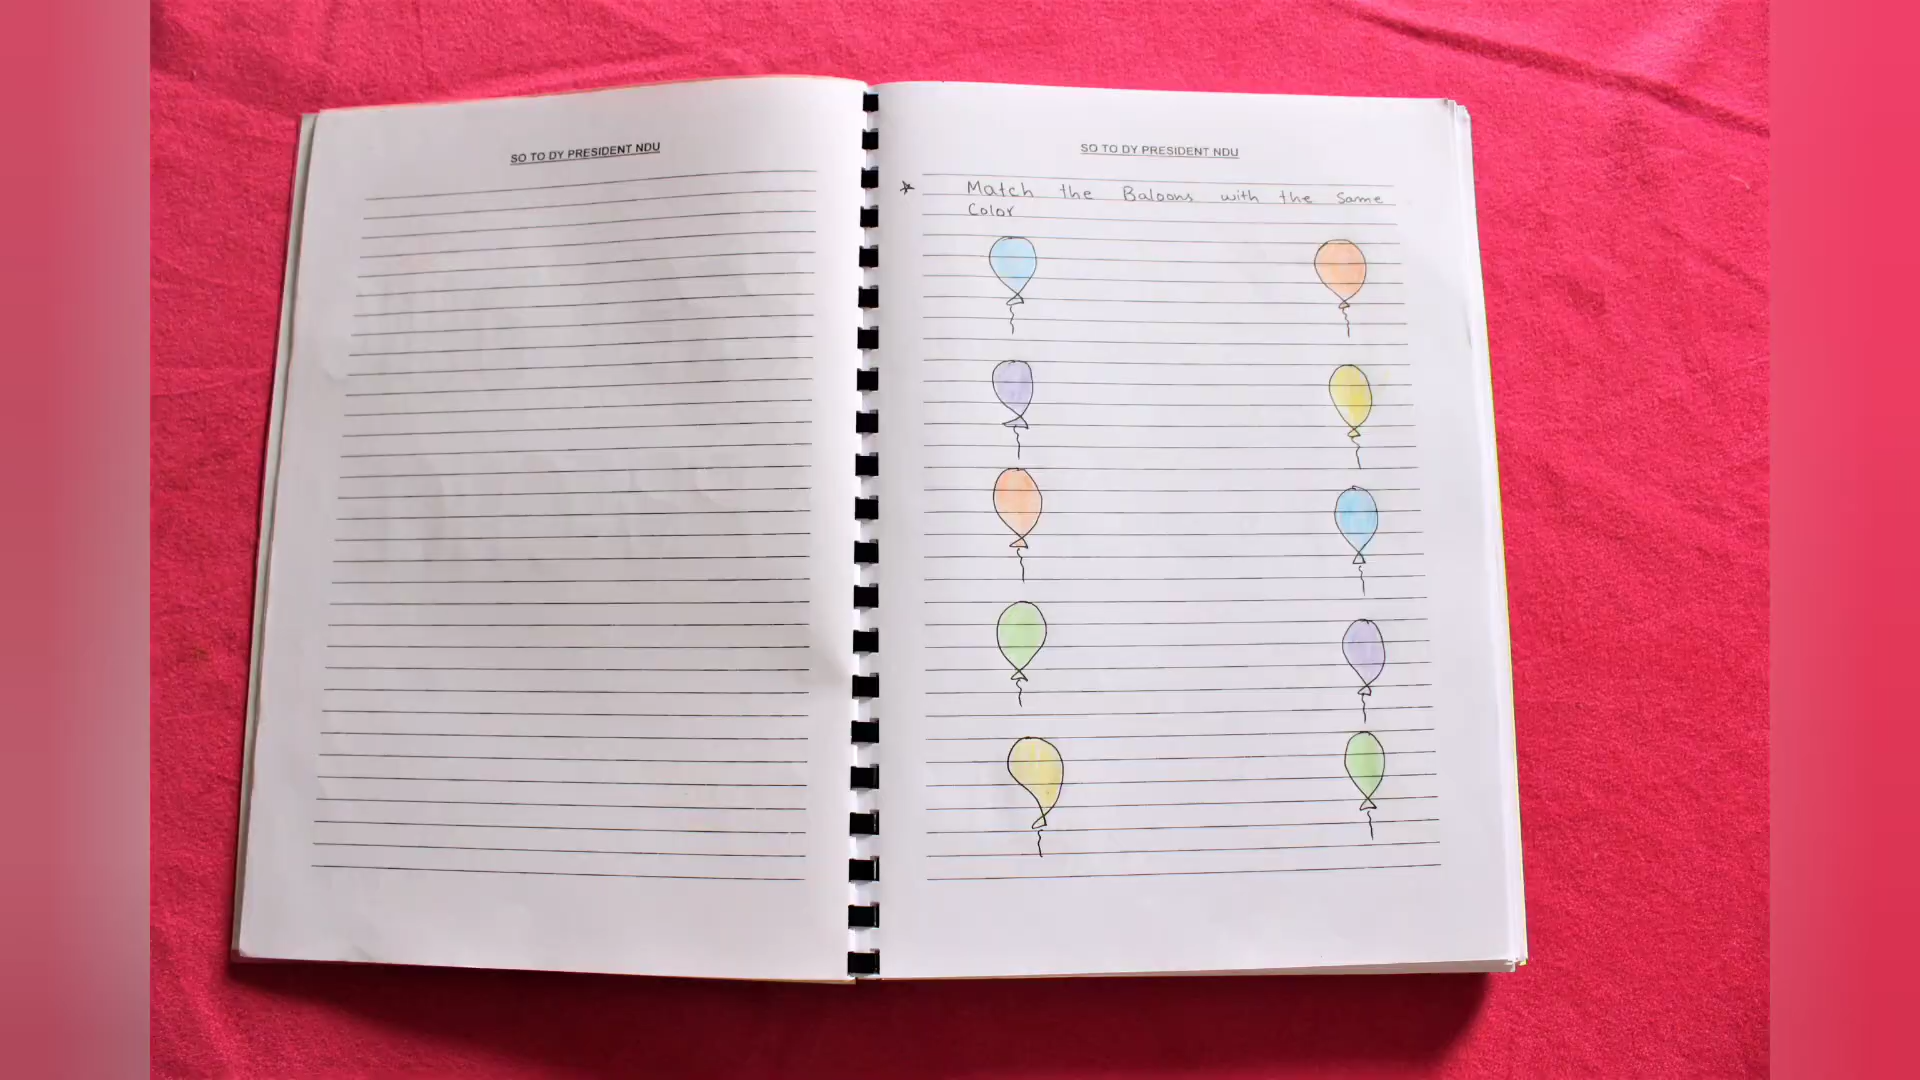 SO TO DY PRESIDENT NDU
SO TO DY PRESIDENT NDU
Match the Baloons with the Same
Color